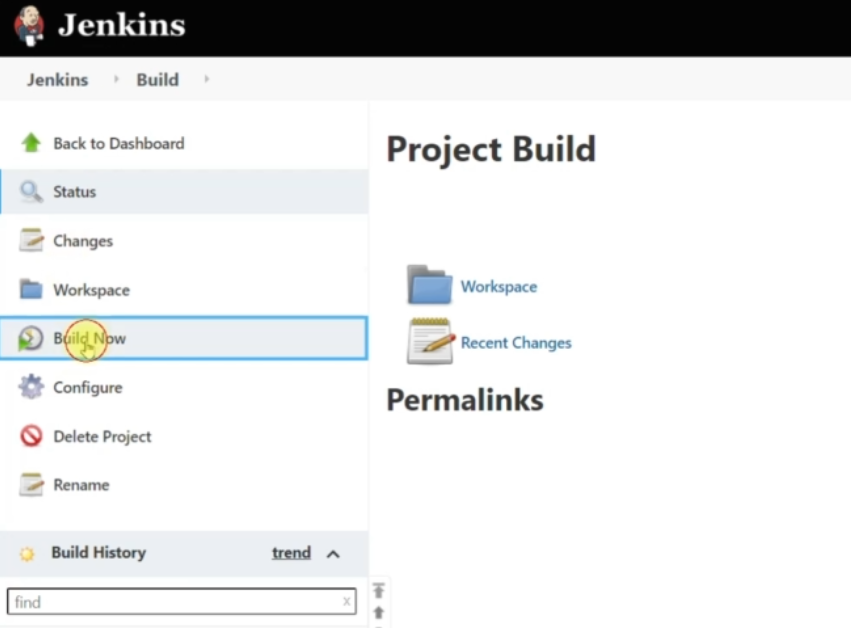 Jenkins
Jenkins Build
Back to Dashboard
Status
Changes
Workspace
Build Now
Configure
Delete Project
Rename
Build History trend
find x
Project Build
Workspace
Recent Changes
Permalinks